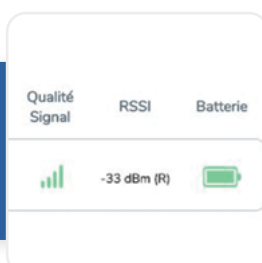 Qualité
Signal
RSSI
Batterie
-33 dBm (R)